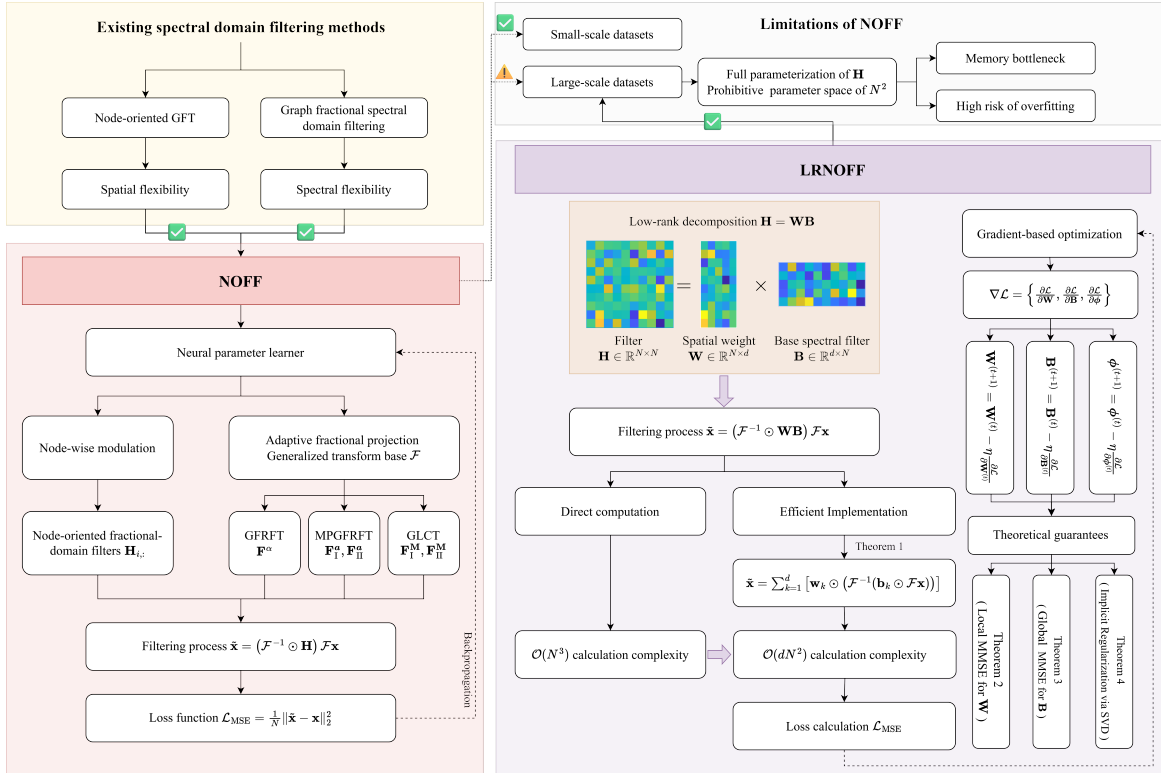 Existing spectral domain filtering methods
Node-oriented GFT
Graph fractional spectral
domain filtering
Spatial flexibility
Spectral flexibility
NOFF
Neural parameter learner
Node-wise modulation
Adaptive fractional projection
Generalized transform base 𝓕
Node-oriented fractional-
domain filters 𝐇ᵢ,:
GFRFT
𝐅^α
MPGFRFT
𝐅_I^𝒂, 𝐅_II^𝒂
GLCT
𝐅_I^𝐌, 𝐅_II^𝐌
Filtering process x̃ = (𝓕⁻¹ ⊙ 𝐇) 𝓕𝐱
Loss function ℒ_MSE = 1/N ‖x̃ − 𝐱‖₂²
Backpropagation
Limitations of NOFF
Small-scale datasets
Large-scale datasets
Full parameterization of 𝐇
Prohibitive parameter space of N²
Memory bottleneck
High risk of overfitting
LRNOFF
Low-rank decomposition 𝐇 = 𝐖𝐁
=
×
Filter
𝐇 ∈ ℝ^{N×N}
Spatial weight
𝐖 ∈ ℝ^{N×d}
Base spectral filter
𝐁 ∈ ℝ^{d×N}
Filtering process x̃ = (𝓕⁻¹ ⊙ 𝐖𝐁) 𝓕𝐱
Direct computation
Efficient Implementation
Theorem 1
x̃ = ∑_{k=1}^{d} [𝐰ₖ ⊙ (𝓕⁻¹(𝐛ₖ ⊙ 𝓕𝐱))]
𝒪(N³) calculation complexity
𝒪(dN²) calculation complexity
Loss calculation ℒ_MSE
Gradient-based optimization
∇ℒ = {∂ℒ/∂𝐖, ∂ℒ/∂𝐁, ∂ℒ/∂ϕ}
𝐖^{(t+1)} = 𝐖^{(t)} − η ∂ℒ/∂𝐖^{(t)}
𝐁^{(t+1)} = 𝐁^{(t)} − η ∂ℒ/∂𝐁^{(t)}
ϕ^{(t+1)} = ϕ^{(t)} − η ∂ℒ/∂ϕ^{(t)}
Theoretical guarantees
Theorem 2
( Local MMSE for 𝐖 )
Theorem 3
( Global MMSE for 𝐁 )
Theorem 4
( Implicit Regularization via SVD )